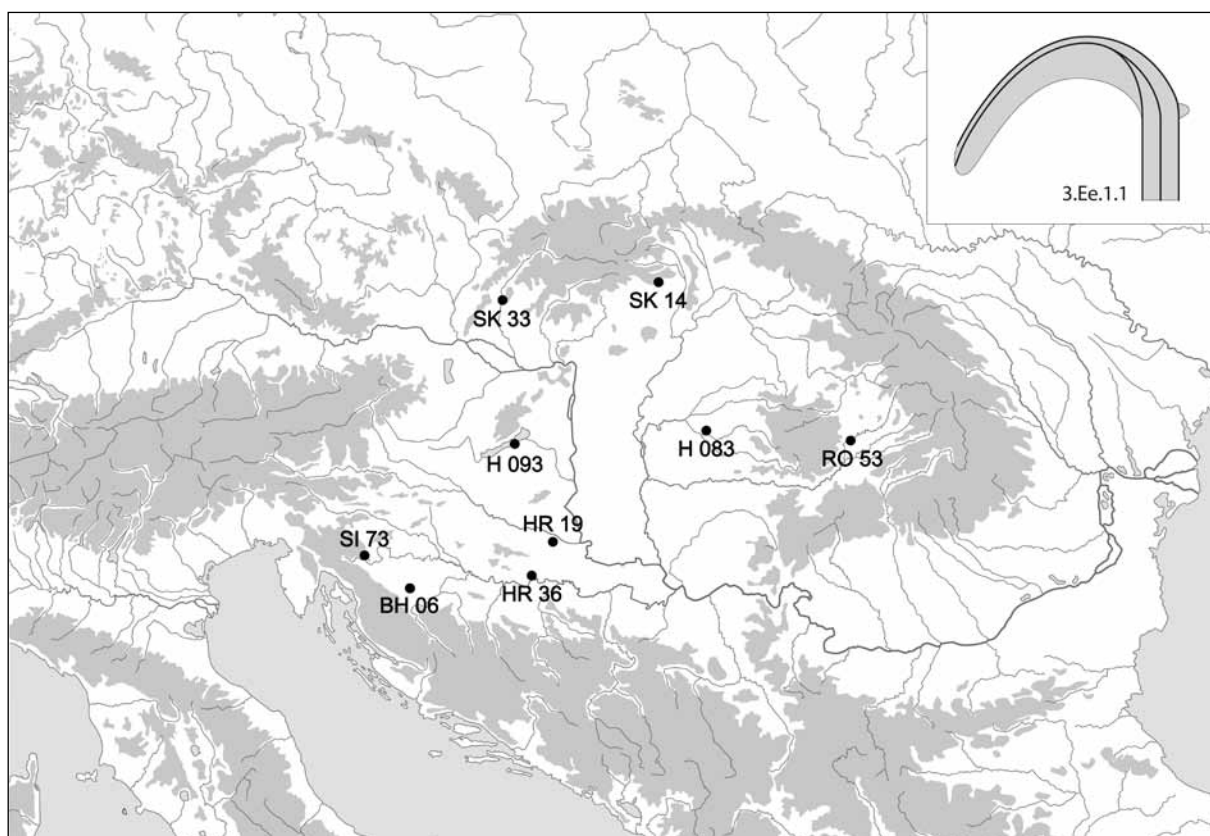 3.Ee.1.1
SK 14
SK 33
H 083
RO 53
H 093
HR 19
SI 73
HR 36
BH 06